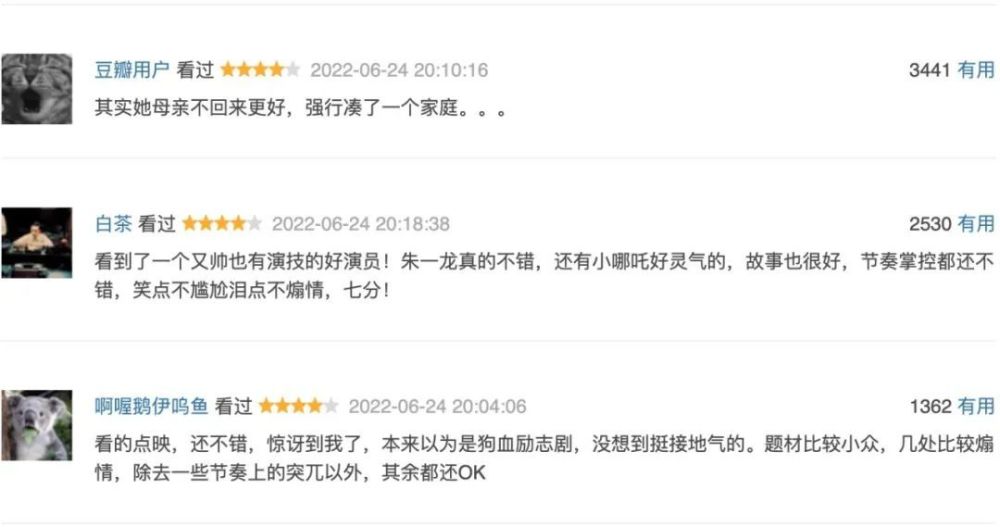 豆瓣用户 看过 2022-06-24 20:10:16 3441 有用
其实她母亲不回来更好，强行凑了一个家庭。。。
白茶 看过 2022-06-24 20:18:38 2530 有用
看到了一个又帅也有演技的好演员！朱一龙真的不错，还有小哪吒好灵气的，故事也很好，节奏掌控都还不
错，笑点不尴尬泪点不煽情，七分！
啊喔鹅伊呜鱼 看过 2022-06-24 20:04:06 1362 有用
看的点映，还不错，惊讶到我了，本来以为是狗血励志剧，没想到挺接地气的。题材比较小众，几处比较煽
情，除去一些节奏上的突兀以外，其余都还OK